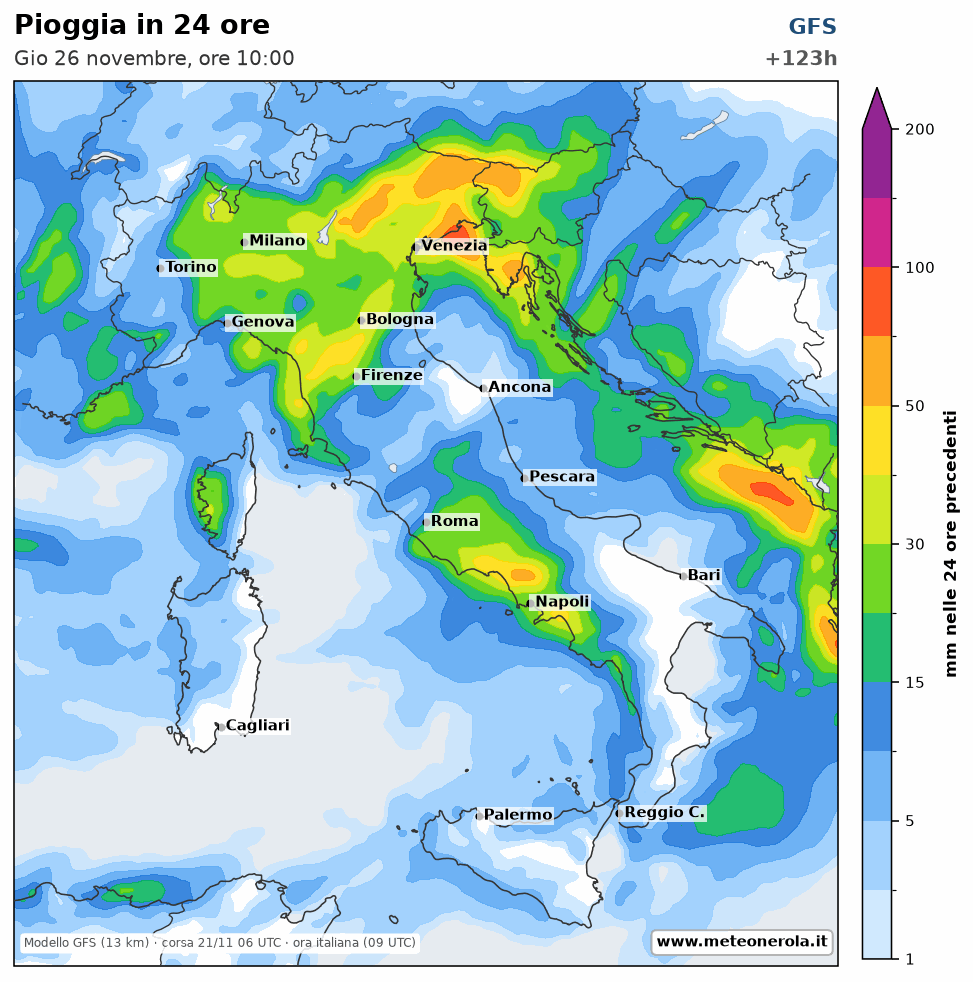 Pioggia in 24 ore
GFS
Gio 26 novembre, ore 10:00
+123h
200
100
50
30
15
5
1
mm nelle 24 ore precedenti
Milano
Venezia
Torino
Genova
Bologna
Firenze
Ancona
Pescara
Roma
Bari
Napoli
Cagliari
Palermo
Reggio C.
Modello GFS (13 km) · corsa 21/11 06 UTC · ora italiana (09 UTC)
www.meteonerola.it